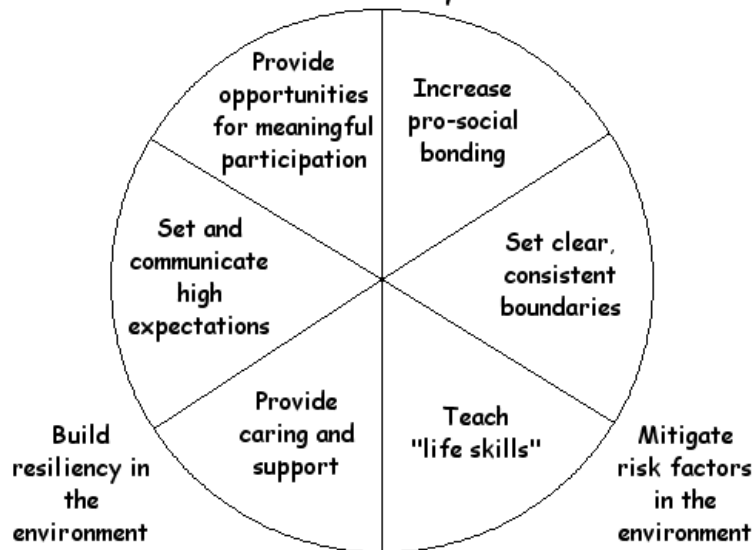 Provide
opportunities
for meaningful
participation
Increase
pro-social
bonding
Set and
communicate
high
expectations
Set clear,
consistent
boundaries
Provide
caring and
support
Teach
"life skills"
Build
resiliency in
the
environment
Mitigate
risk factors
in the
environment